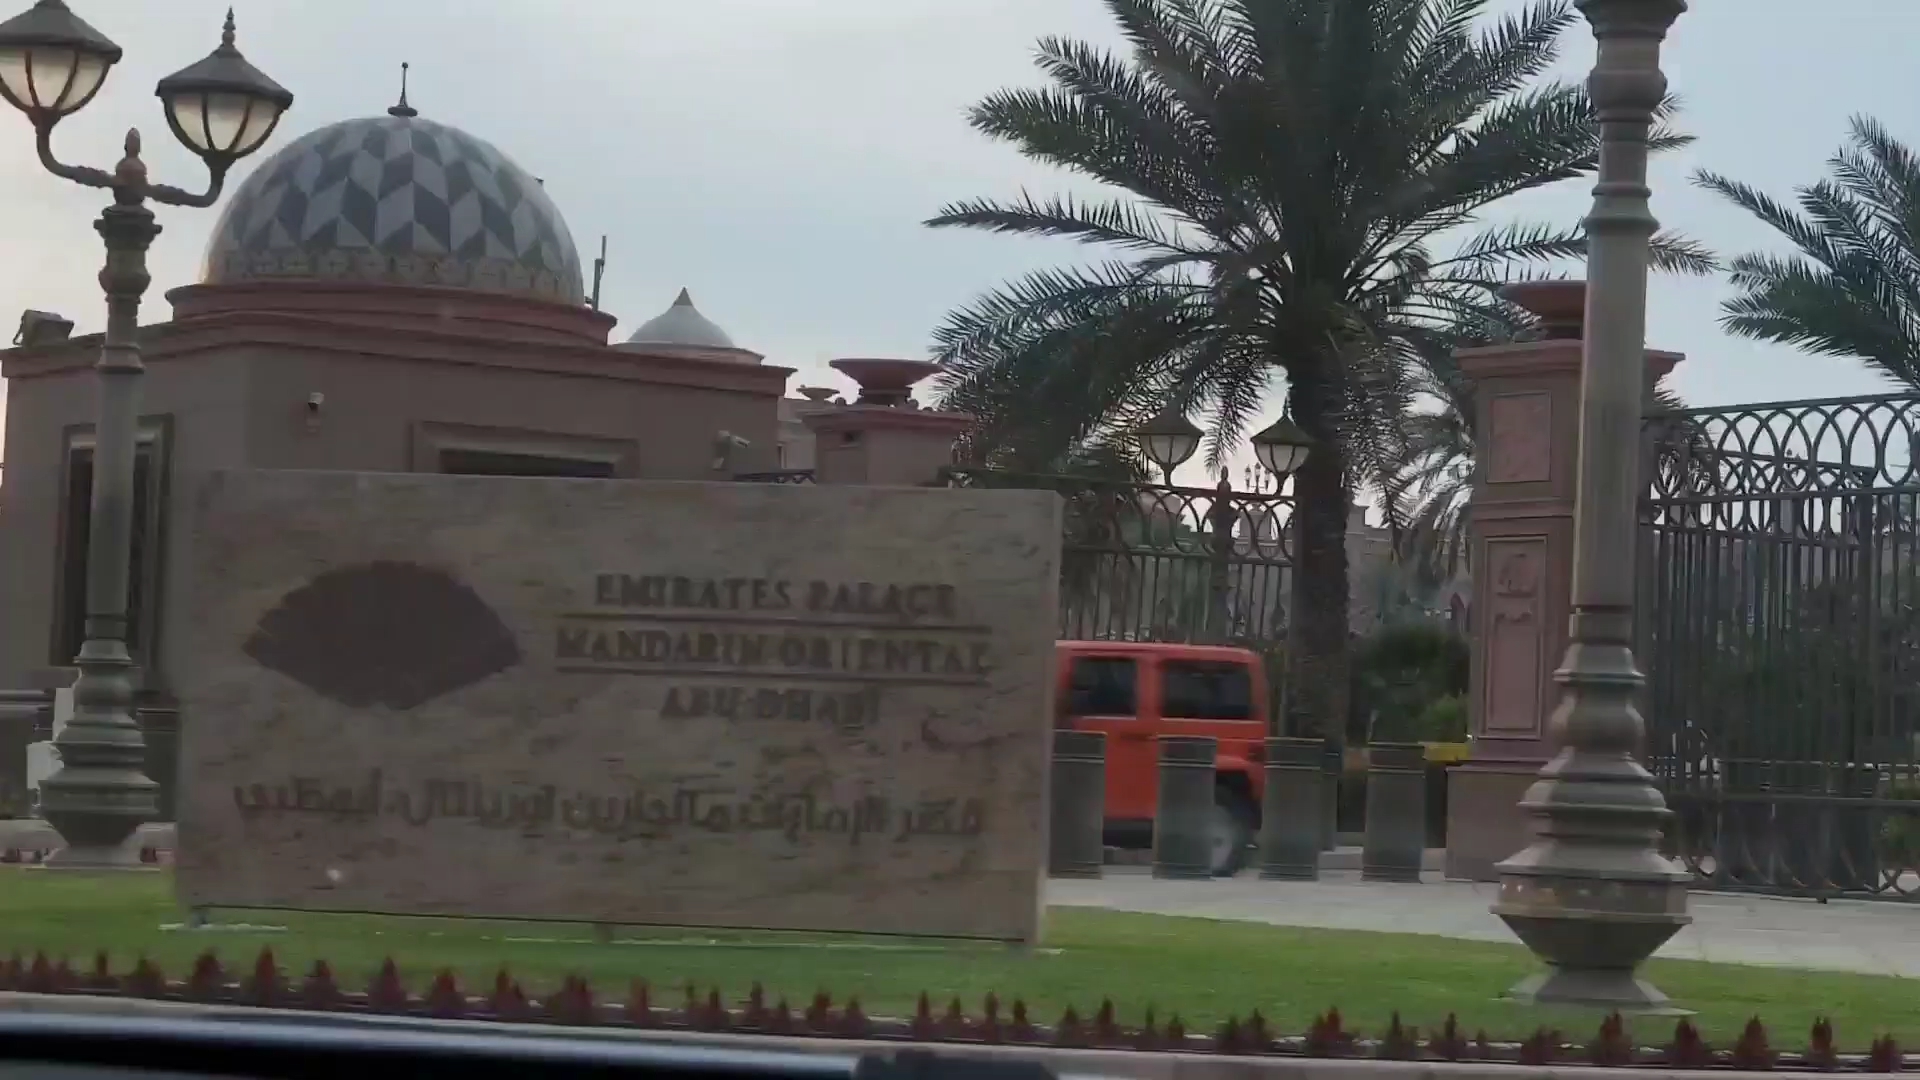 EMIRATES PALACE
MANDARIN ORIENTAL
ABU DHABI
قصر الإمارات ماندارين أورينتال، أبوظبي